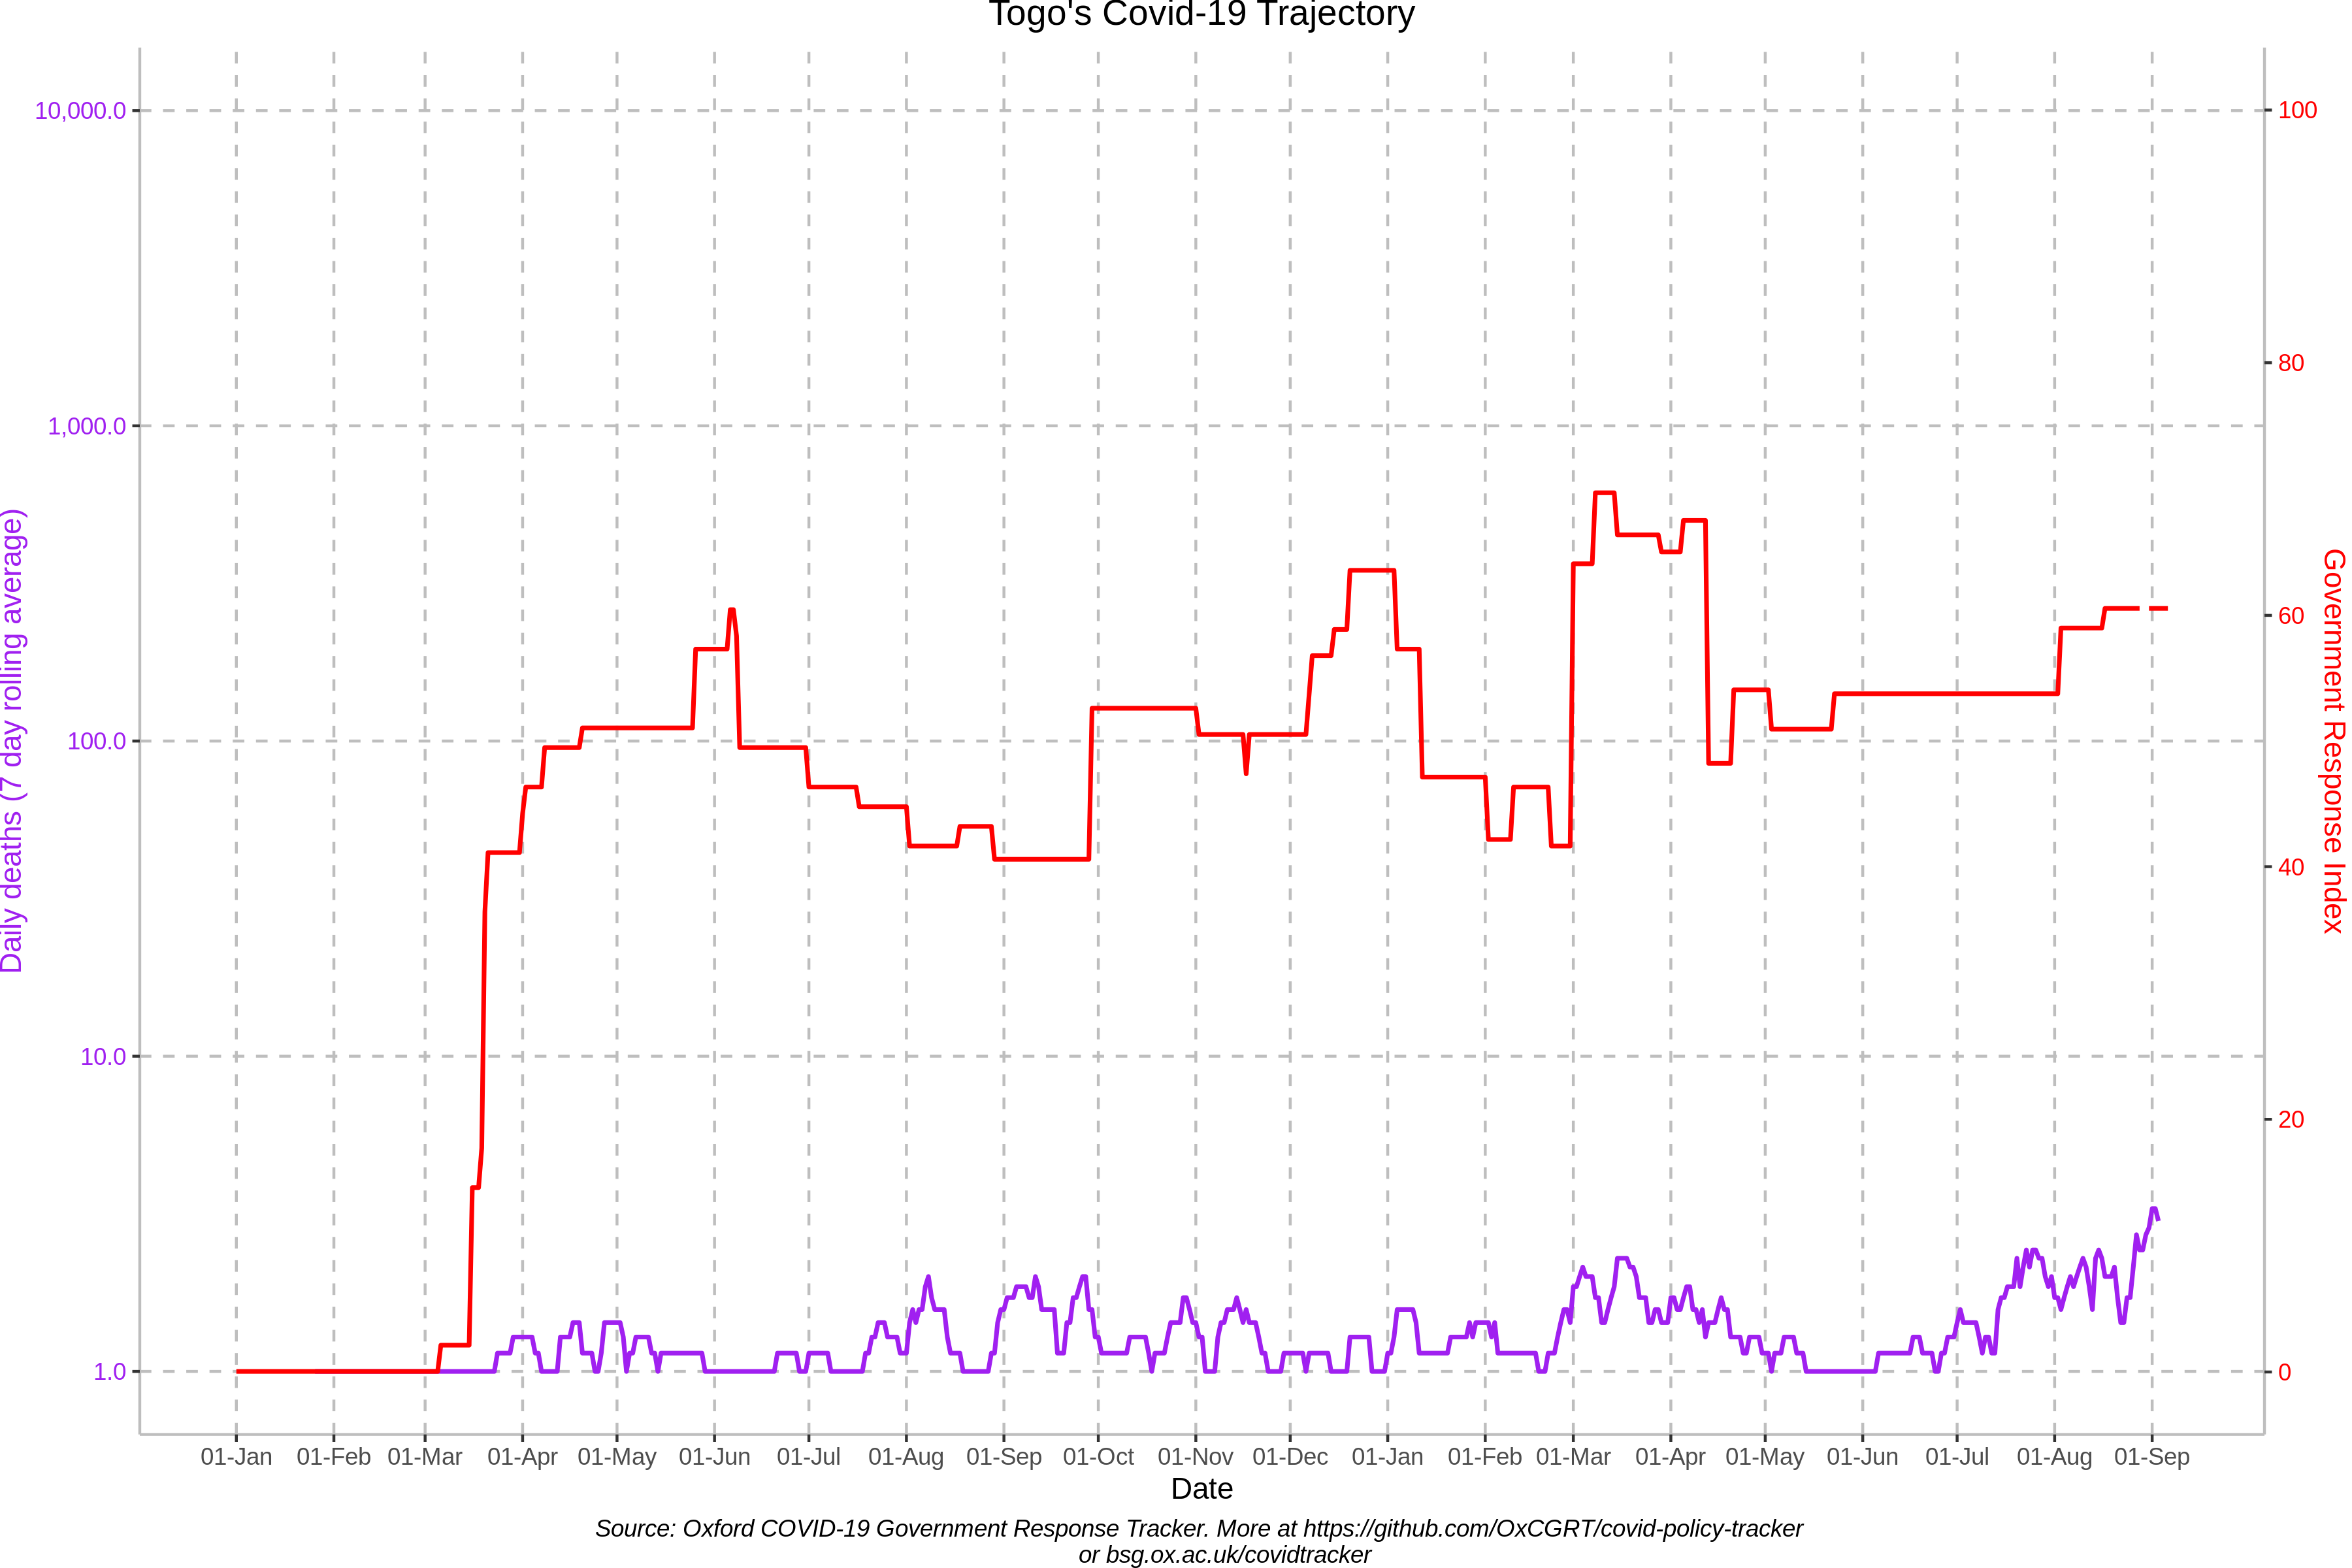 Togo's Covid-19 Trajectory
10,000.0
1,000.0
100.0
10.0
1.0
Daily deaths (7 day rolling average)
100
80
60
40
20
0
Government Response Index
01-Jan 01-Feb 01-Mar 01-Apr 01-May 01-Jun 01-Jul 01-Aug 01-Sep 01-Oct 01-Nov 01-Dec 01-Jan 01-Feb 01-Mar 01-Apr 01-May 01-Jun 01-Jul 01-Aug 01-Sep
Date
Source: Oxford COVID-19 Government Response Tracker. More at https://github.com/OxCGRT/covid-policy-tracker
or bsg.ox.ac.uk/covidtracker